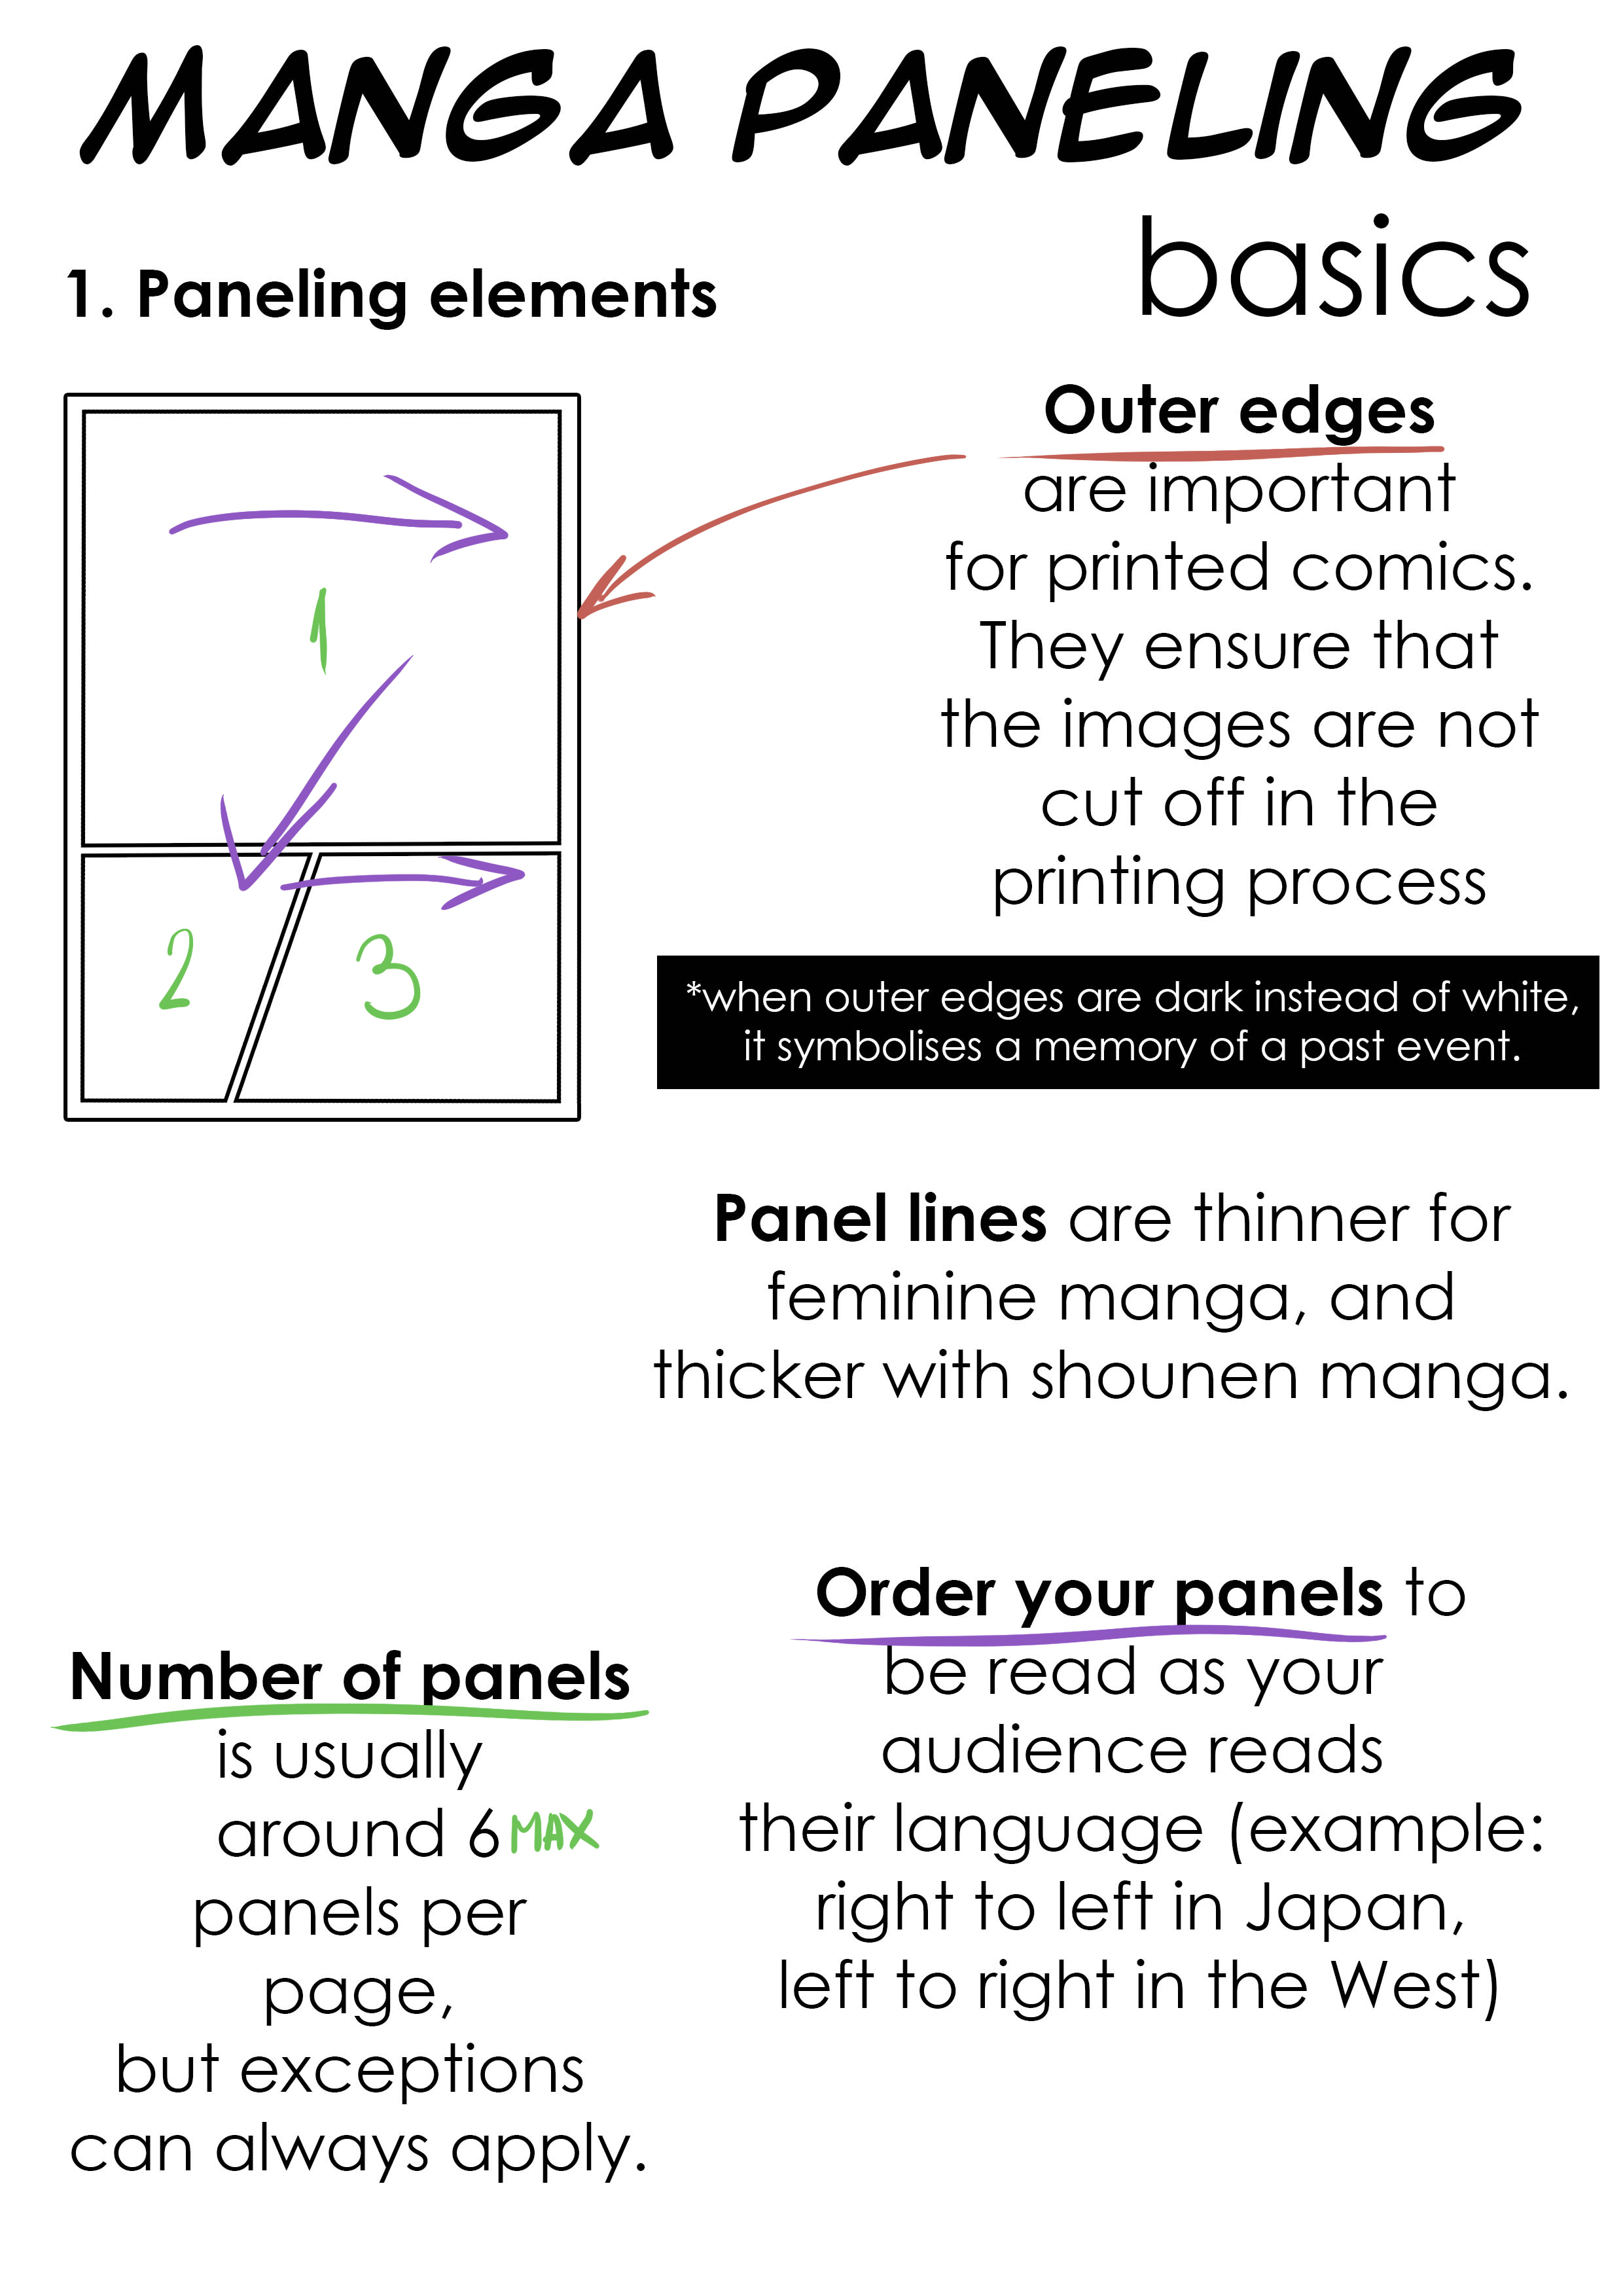 MANGA PANELING
basics
1. Paneling elements
1
2
3
Outer edges
are important
for printed comics.
They ensure that
the images are not
cut off in the
printing process
*when outer edges are dark instead of white,
it symbolises a memory of a past event.
Panel lines are thinner for
feminine manga, and
thicker with shounen manga.
Number of panels
is usually
around 6 MAX
panels per
page,
but exceptions
can always apply.
Order your panels to
be read as your
audience reads
their language (example:
right to left in Japan,
left to right in the West)